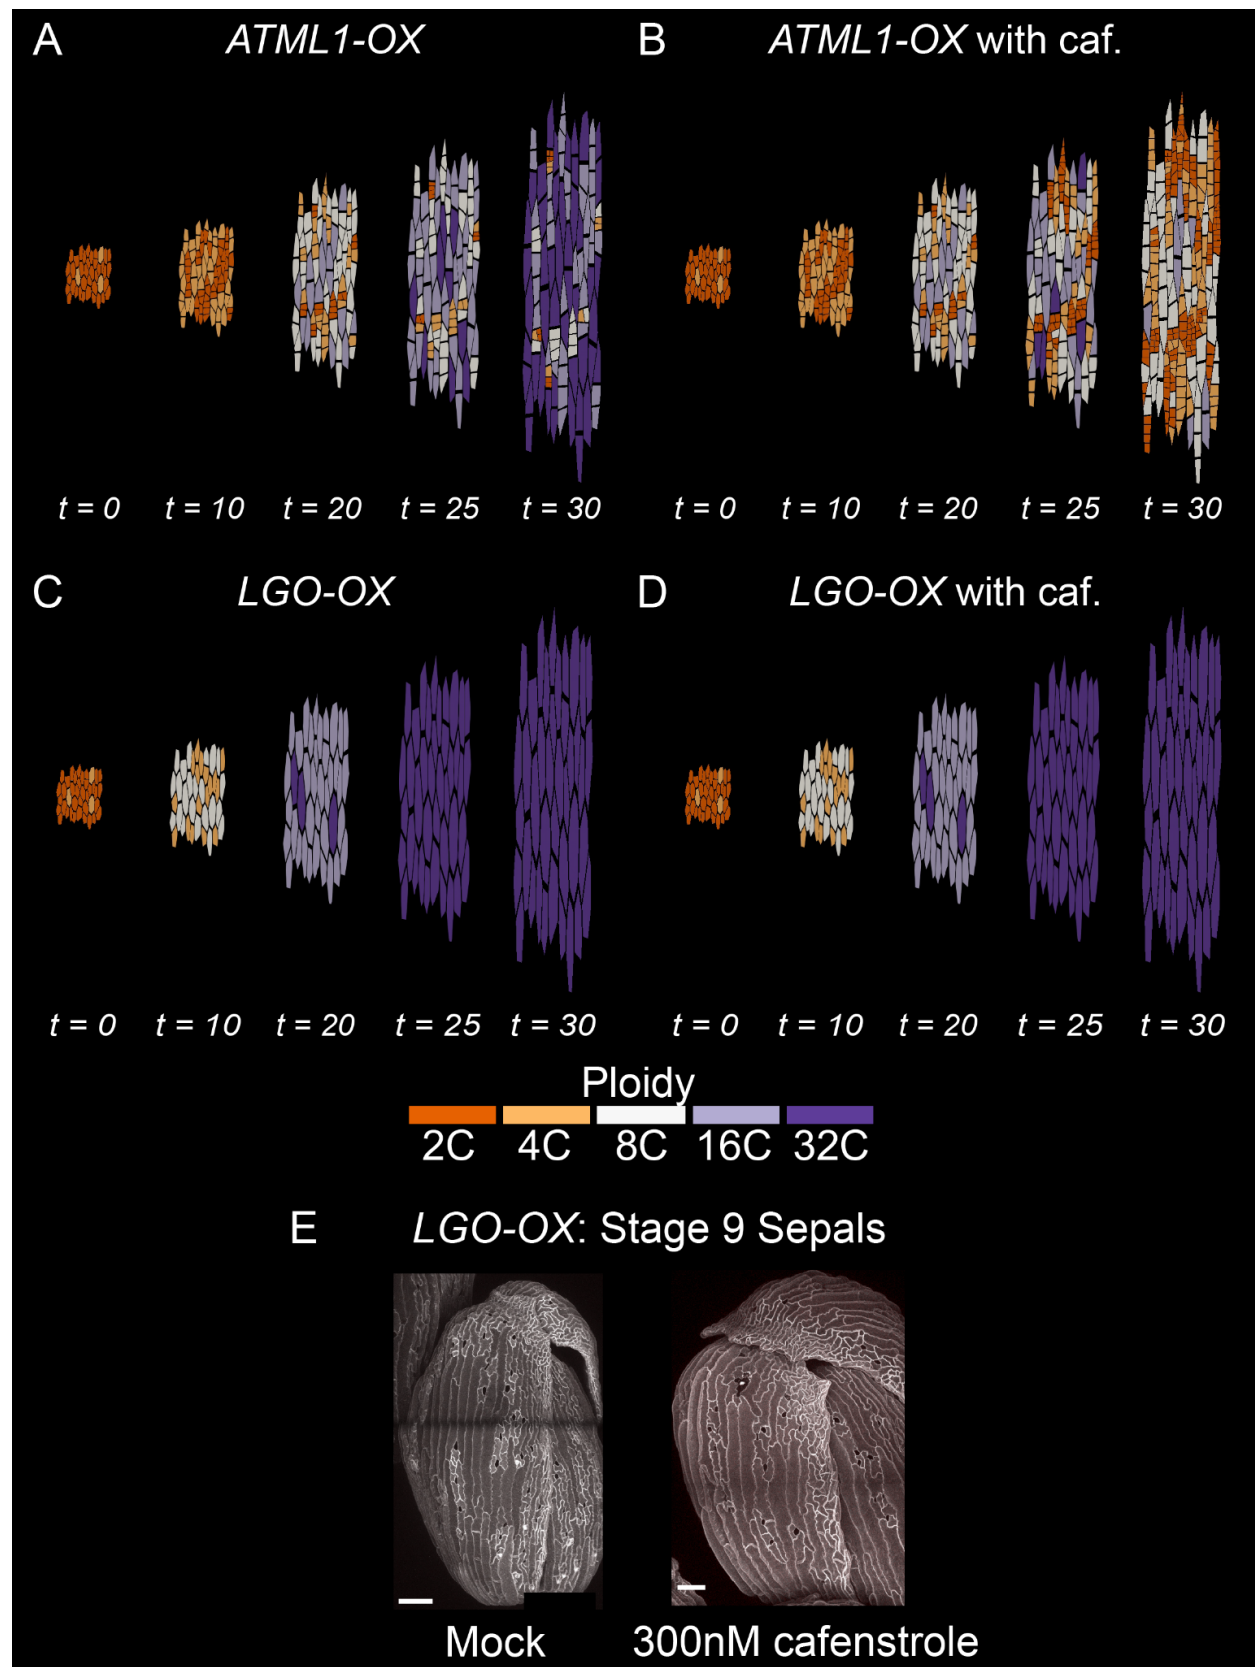 A ATML1-OX
B ATML1-OX with caf.
t = 0 t = 10 t = 20 t = 25 t = 30
t = 0 t = 10 t = 20 t = 25 t = 30
C LGO-OX
D LGO-OX with caf.
t = 0 t = 10 t = 20 t = 25 t = 30
t = 0 t = 10 t = 20 t = 25 t = 30
Ploidy
2C 4C 8C 16C 32C
E LGO-OX: Stage 9 Sepals
Mock 300nM cafenstrole